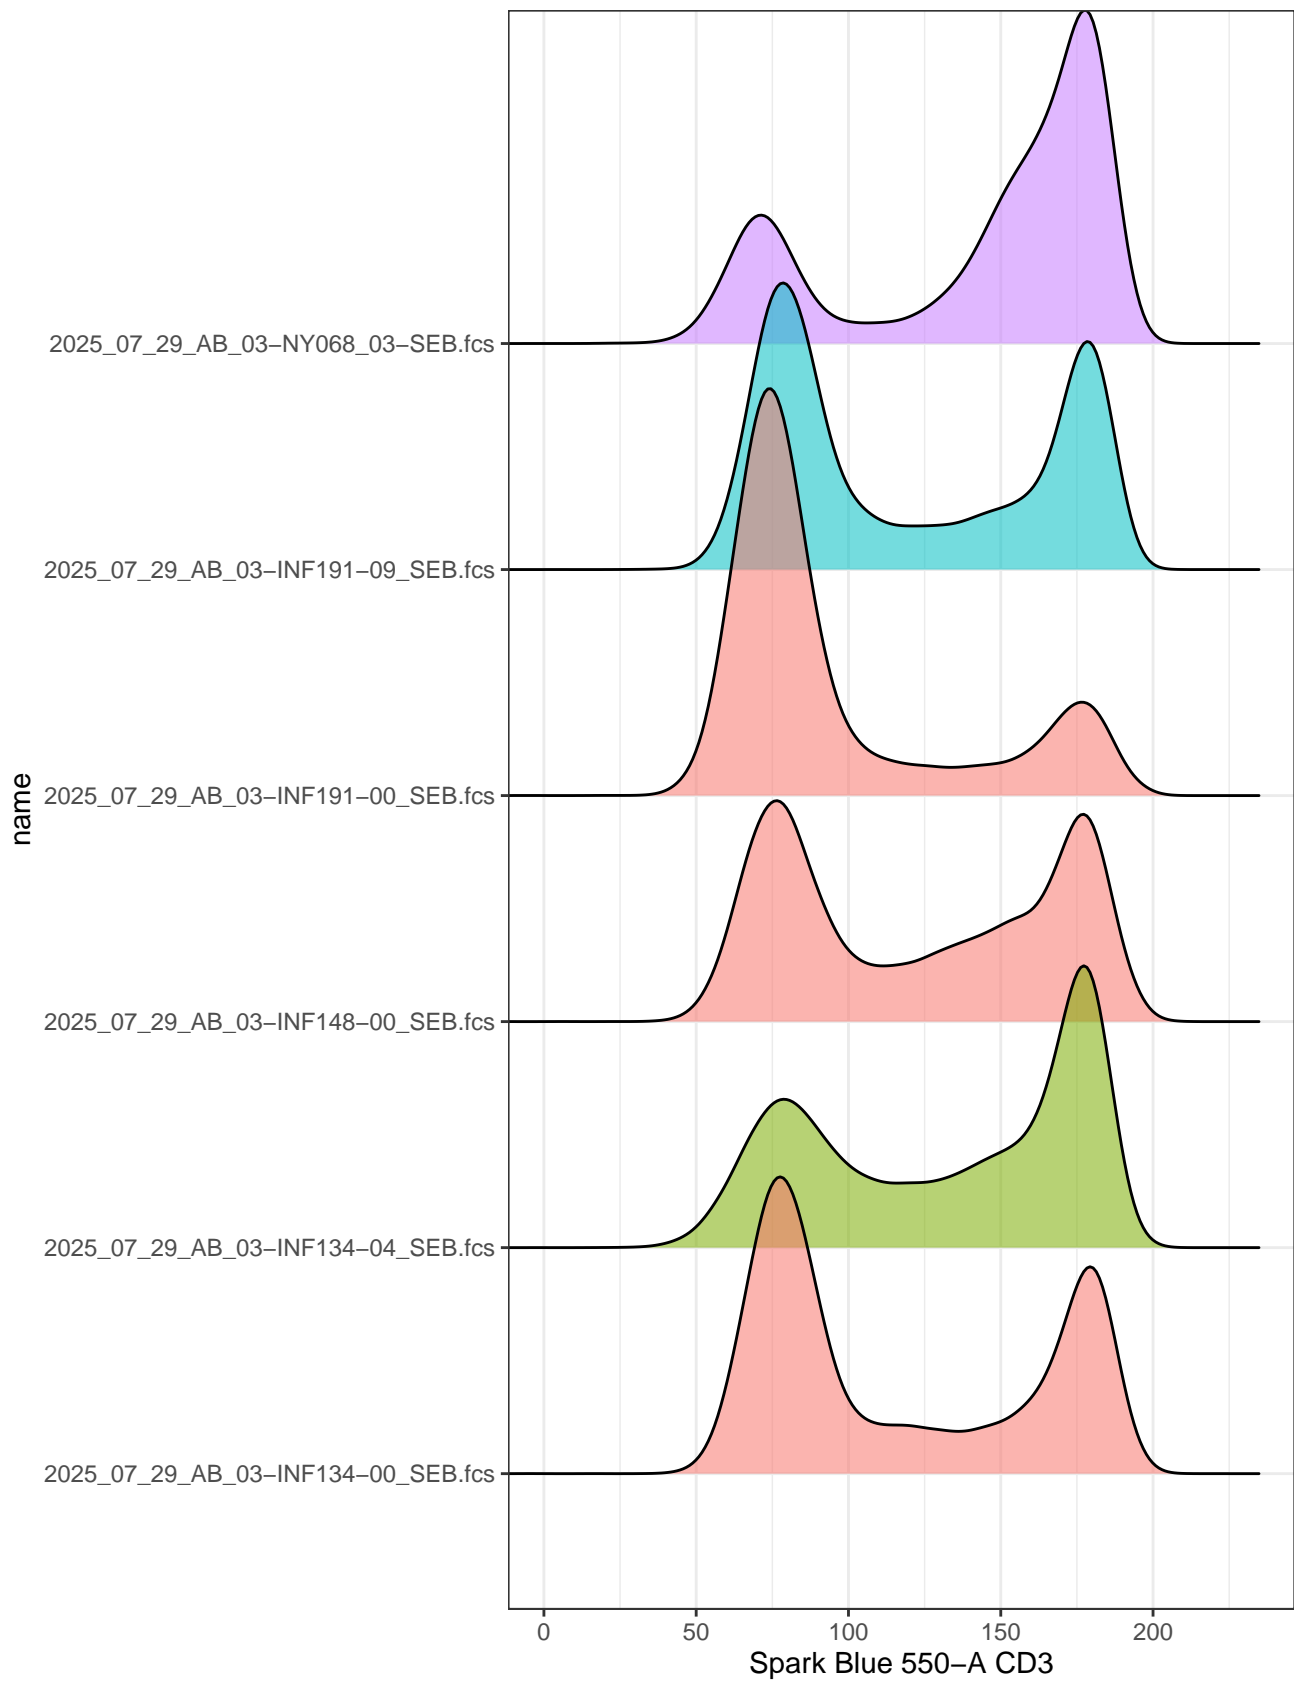 2025_07_29_AB_03−NY068_03−SEB.fcs
2025_07_29_AB_03−INF191−09_SEB.fcs
2025_07_29_AB_03−INF191−00_SEB.fcs
2025_07_29_AB_03−INF148−00_SEB.fcs
2025_07_29_AB_03−INF134−04_SEB.fcs
2025_07_29_AB_03−INF134−00_SEB.fcs
name
0 50 100 150 200
Spark Blue 550−A CD3